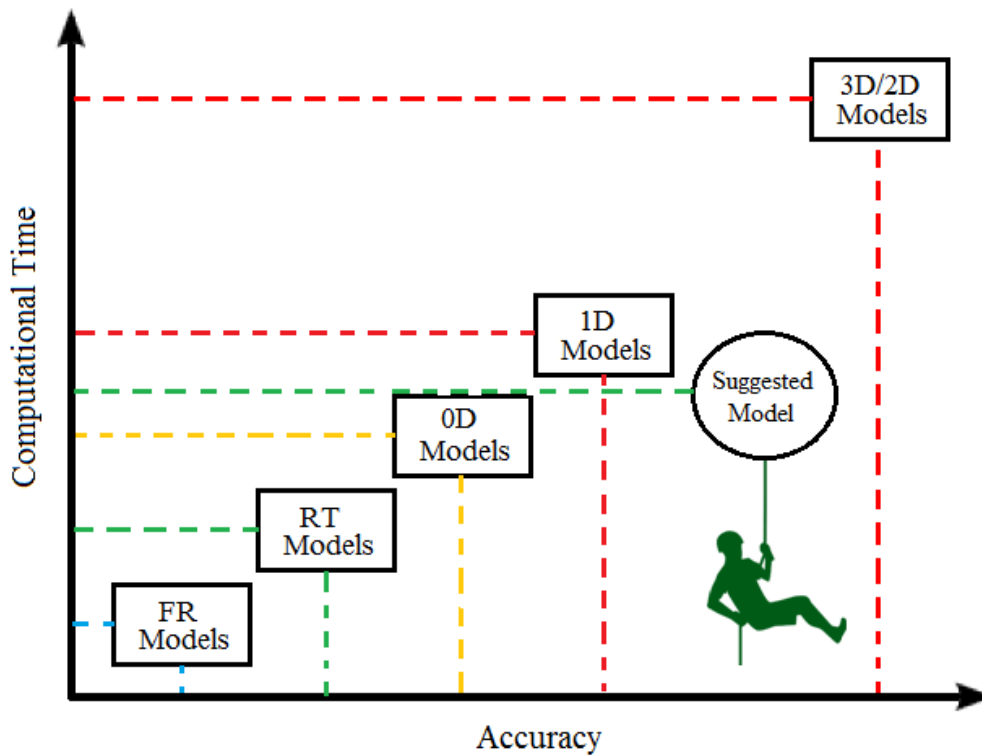 3D/2D
Models
1D
Models
Suggested
Model
0D
Models
RT
Models
FR
Models
Computational Time
Accuracy